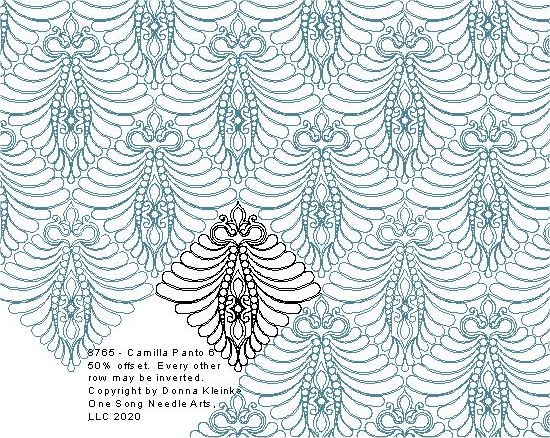 8765 - Camilla Panto 6
50% offset. Every other
row may be inverted.
Copyright by Donna Kleinke
One Song Needle Arts,
LLC 2020